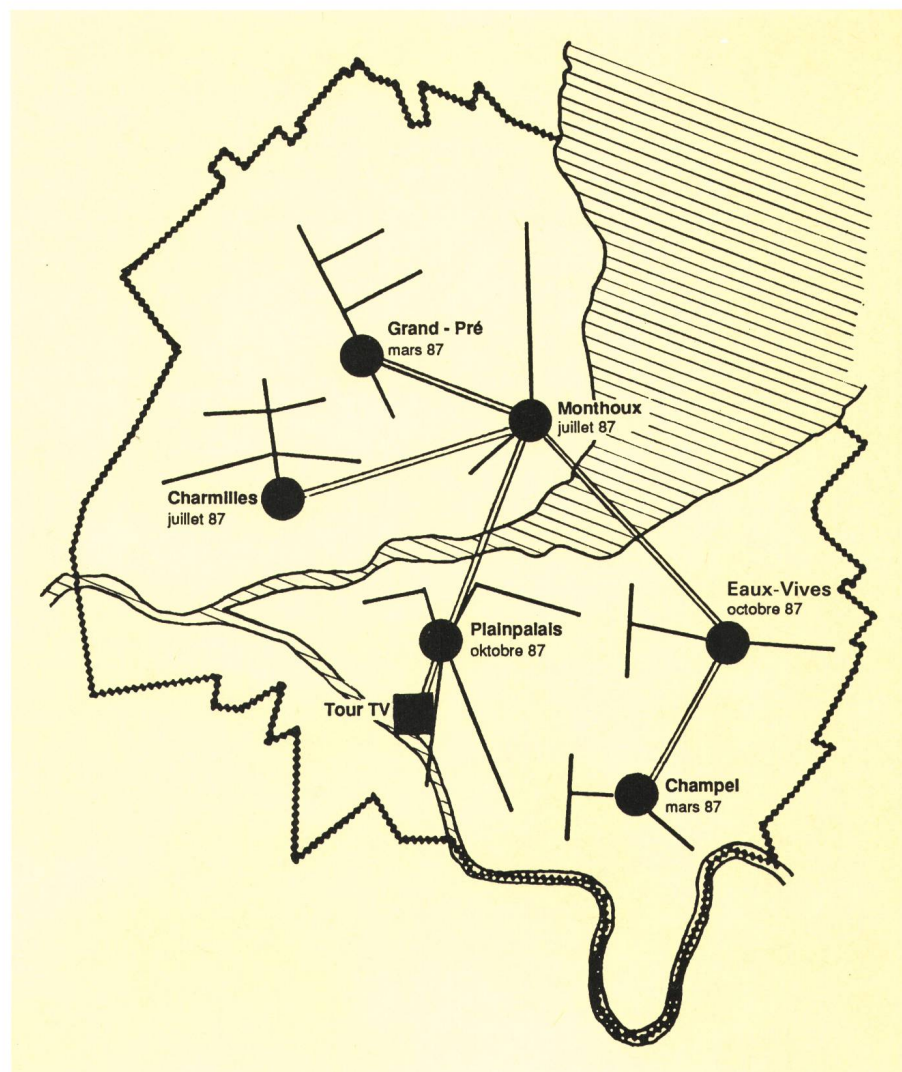 Grand - Pré
mars 87
Monthoux
juillet 87
Charmilles
juillet 87
Eaux-Vives
octobre 87
Plainpalais
oktobre 87
Tour TV
Champel
mars 87